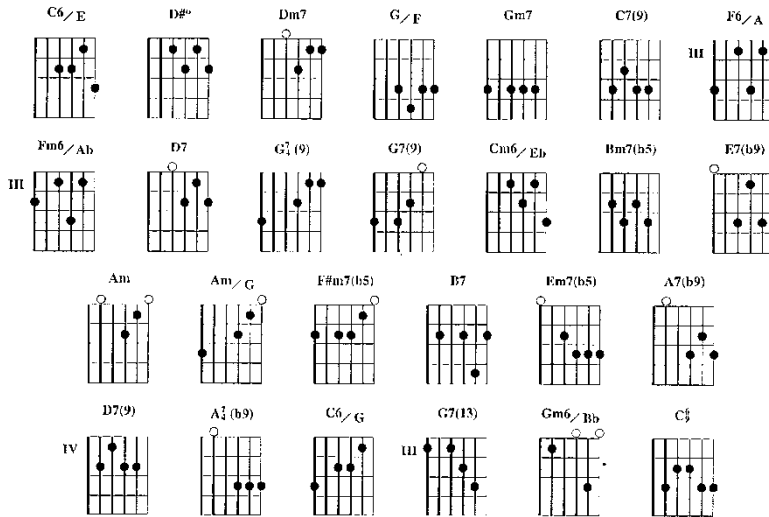 C6/E D#° Dm7 G/F Gm7 C7(9) F6/A
III
Fm6/Ab D7 G7/4(9) G7(9) Cm6/Eb Bm7(b5) E7(b9)
III
Am Am/G F#m7(b5) B7 Em7(b5) A7(b9)
D7(9) A7/4(b9) C6/G G7(13) Gm6/Bb C6/9
IV III